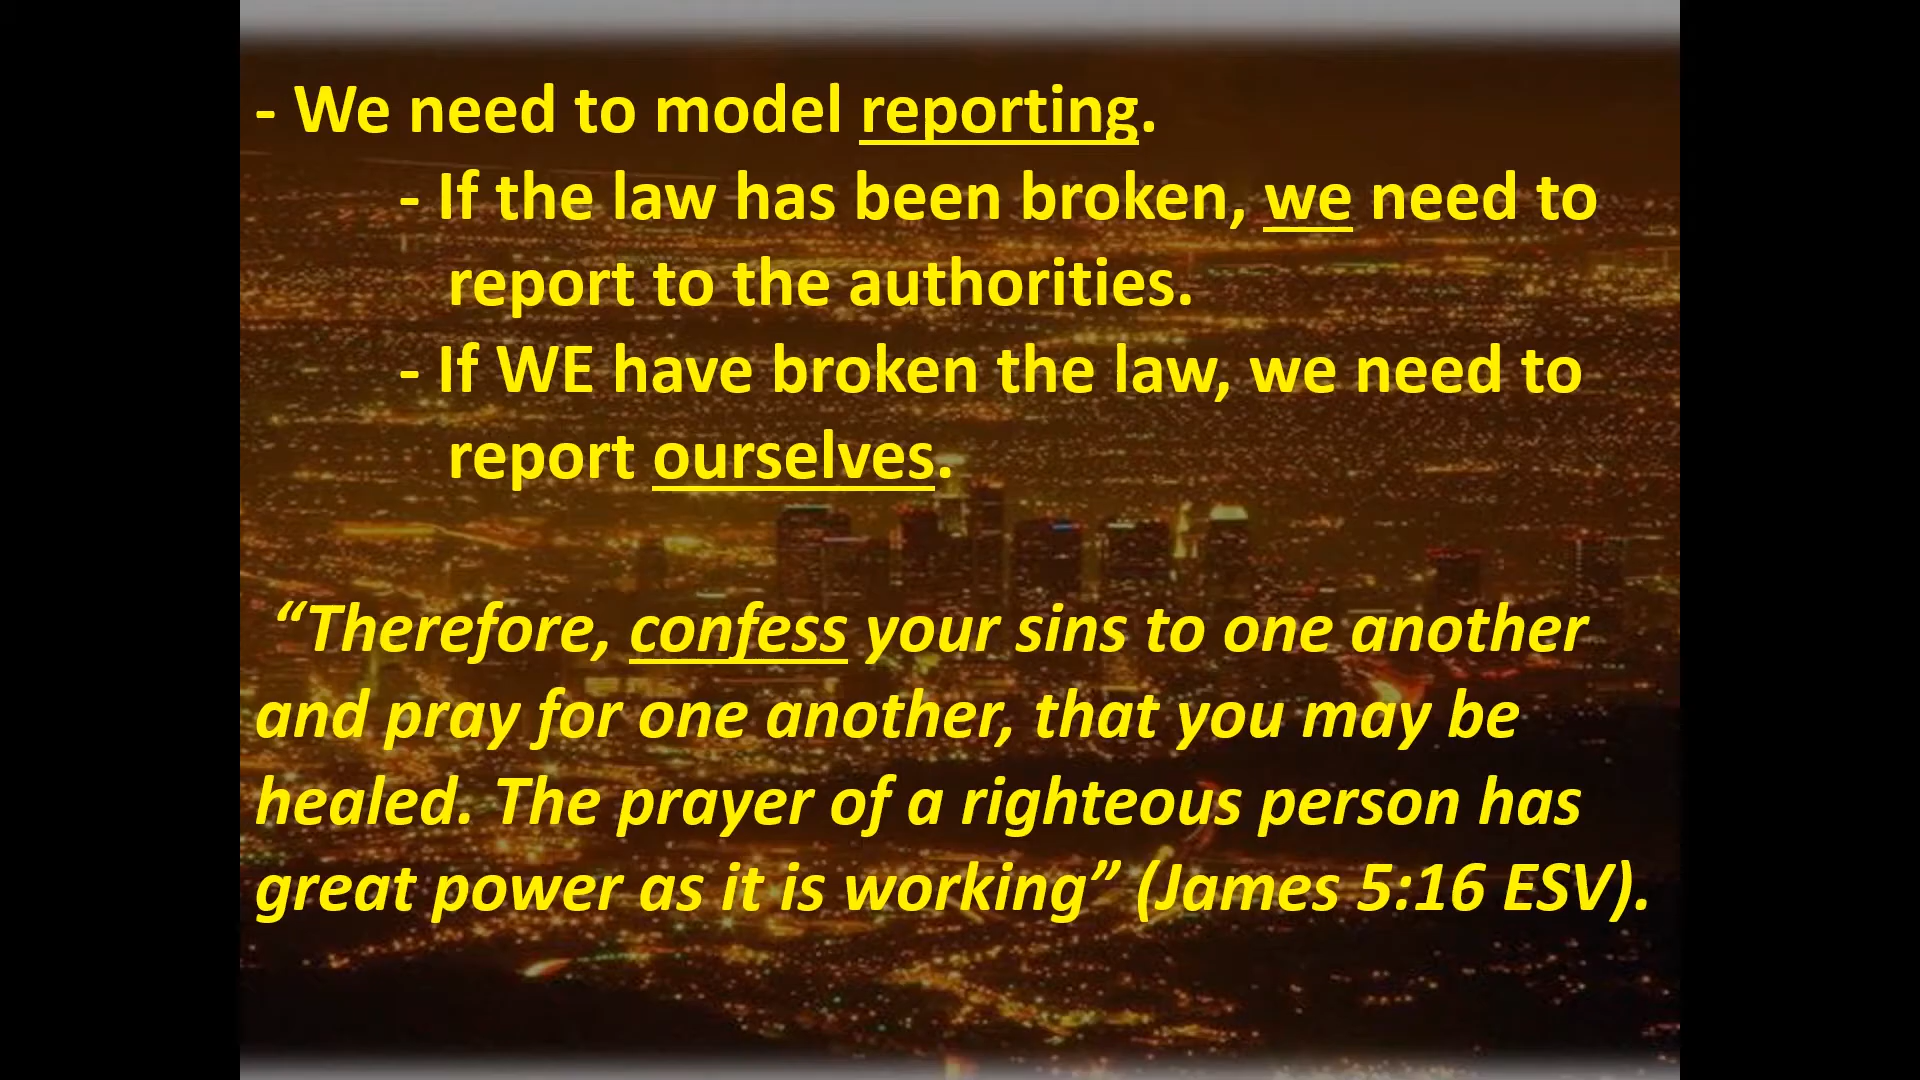 - We need to model reporting.
- If the law has been broken, we need to
report to the authorities.
- If WE have broken the law, we need to
report ourselves.
“Therefore, confess your sins to one another
and pray for one another, that you may be
healed. The prayer of a righteous person has
great power as it is working” (James 5:16 ESV).